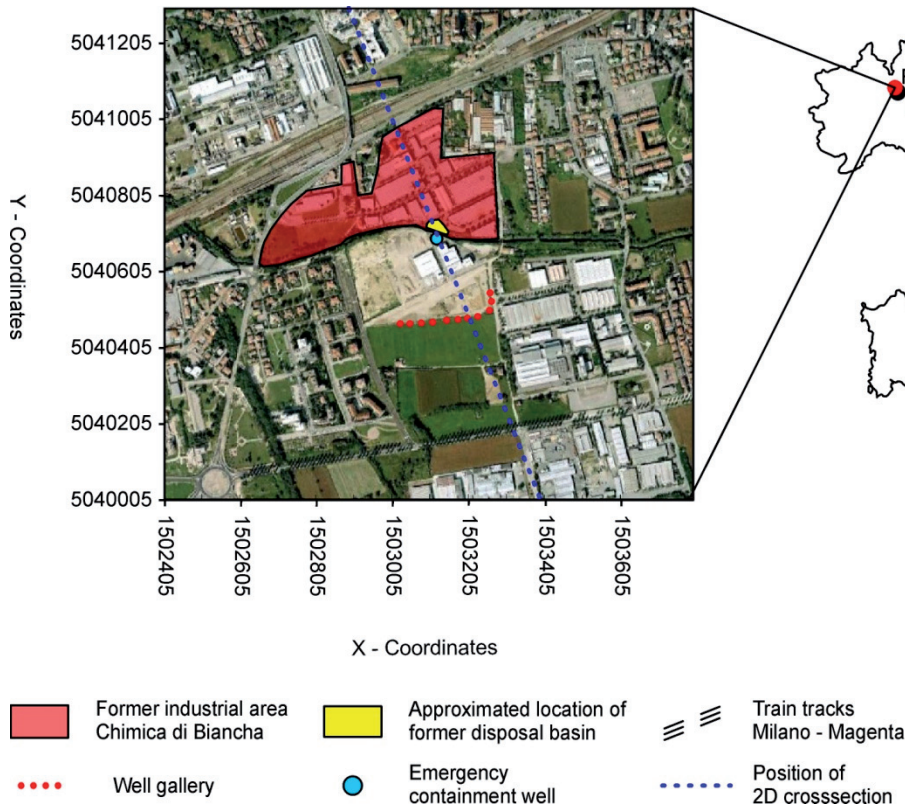 5041205
5041005
5040805
5040605
5040405
5040205
5040005
Y - Coordinates
1502405
1502605
1502805
1503005
1503205
1503405
1503605
X - Coordinates
Former industrial area
Chimica di Biancha
Approximated location of
former disposal basin
Train tracks
Milano - Magenta
Well gallery
Emergency
containment well
Position of
2D crosssection